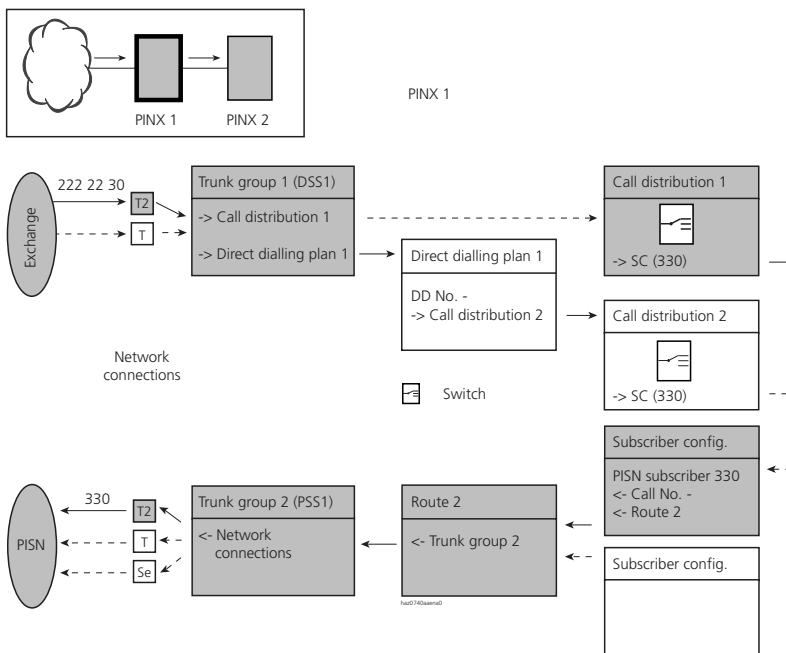 PINX 1
PINX 2
PINX 1
222 22 30
Exchange
T2
T
Trunk group 1 (DSS1)
-> Call distribution 1
-> Direct dialling plan 1
Direct dialling plan 1
DD No. -
-> Call distribution 2
Call distribution 1
-> SC (330)
Call distribution 2
-> SC (330)
Network
connections
Switch
Subscriber config.
PISN subscriber 330
<- Call No. -
<- Route 2
PISN
330
T2
T
Se
Trunk group 2 (PSS1)
<- Network
connections
Route 2
<- Trunk group 2
Subscriber config.
haz0740aaena0